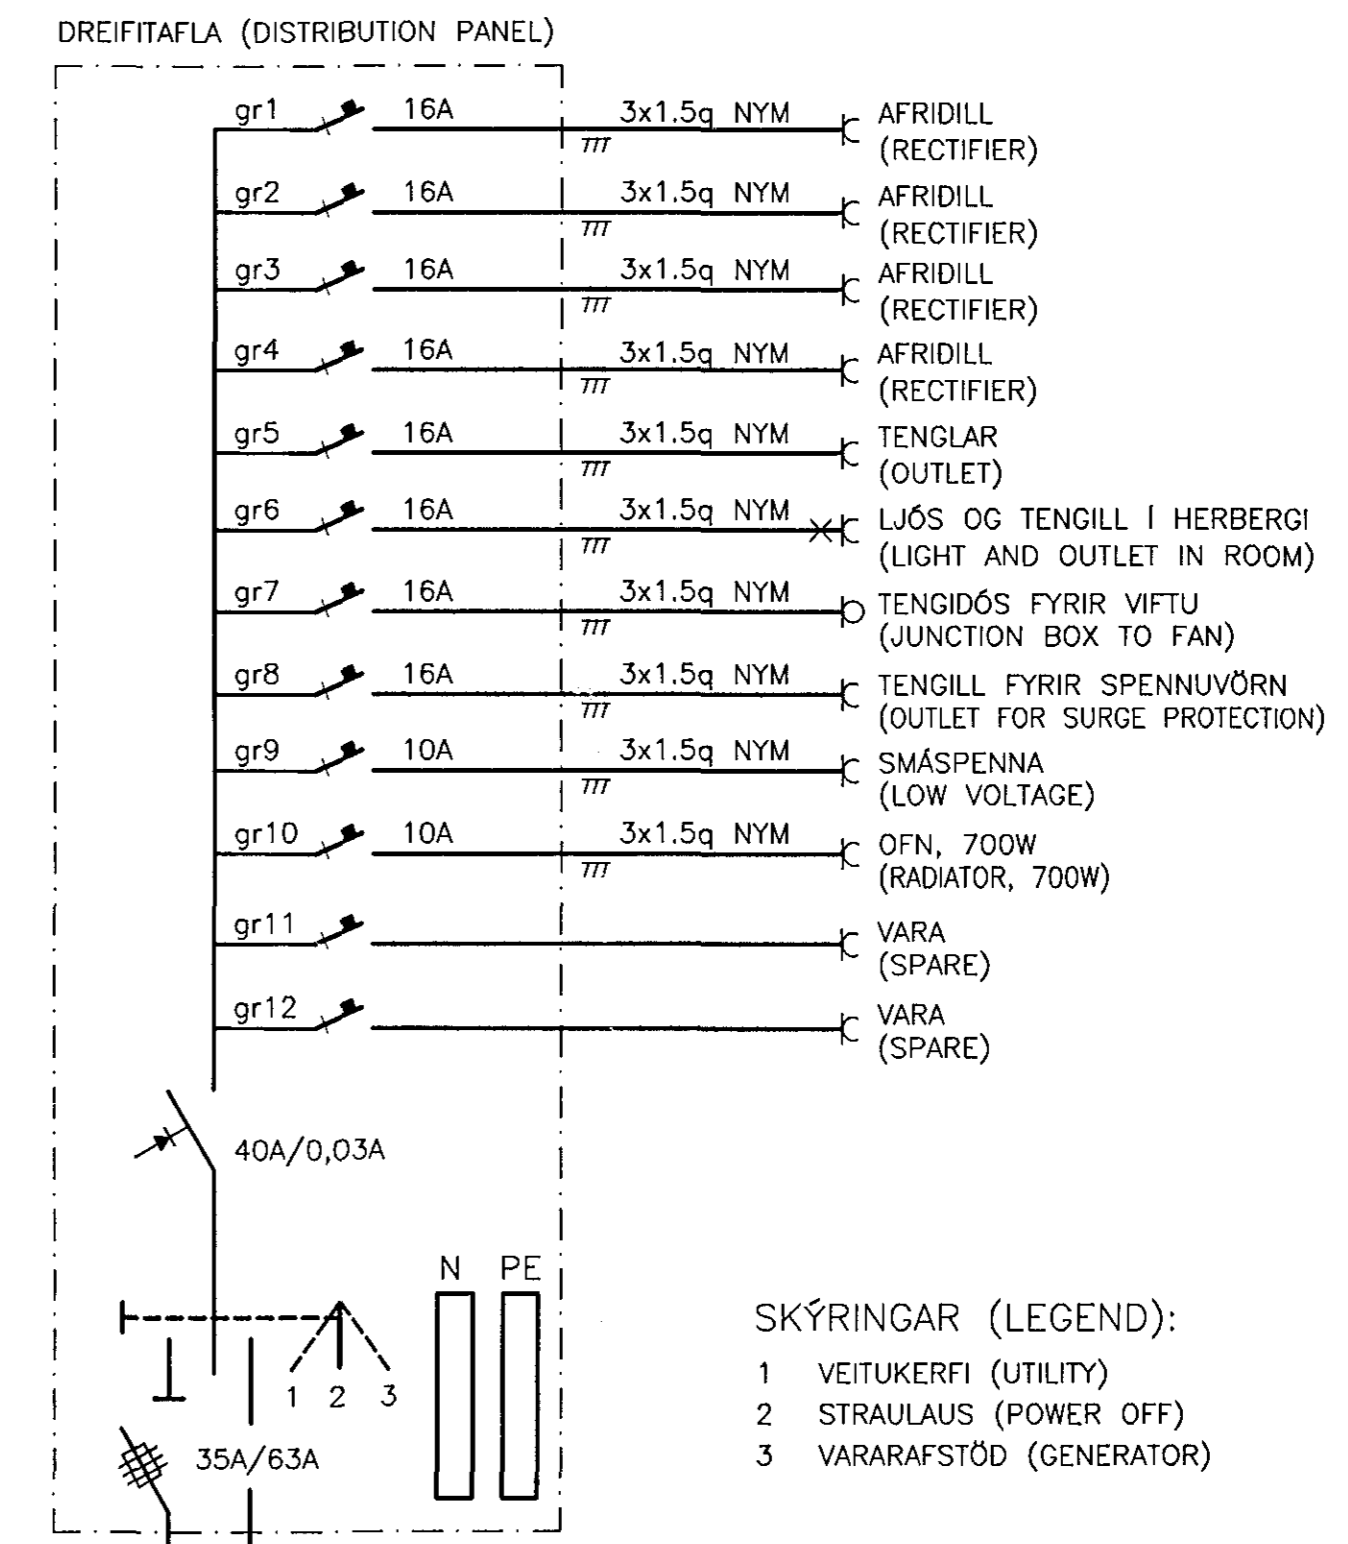 DREIFITAFLA (DISTRIBUTION PANEL)
gr1 16A 3x1.5q NYM AFRIDILL
(RECTIFIER)
gr2 16A 3x1.5q NYM AFRIDILL
(RECTIFIER)
gr3 16A 3x1.5q NYM AFRIDILL
(RECTIFIER)
gr4 16A 3x1.5q NYM AFRIDILL
(RECTIFIER)
gr5 16A 3x1.5q NYM TENGLAR
(OUTLET)
gr6 16A 3x1.5q NYM LJÓS OG TENGILL Í HERBERGI
(LIGHT AND OUTLET IN ROOM)
gr7 16A 3x1.5q NYM TENGIDÓS FYRIR VIFTU
(JUNCTION BOX TO FAN)
gr8 16A 3x1.5q NYM TENGILL FYRIR SPENNUVÖRN
(OUTLET FOR SURGE PROTECTION)
gr9 10A 3x1.5q NYM SMÁSPENNA
(LOW VOLTAGE)
gr10 10A 3x1.5q NYM OFN, 700W
(RADIATOR, 700W)
gr11 VARA
(SPARE)
gr12 VARA
(SPARE)
40A/0,03A
N PE
1 2 3
35A/63A
SKÝRINGAR (LEGEND):
1 VEITUKERFI (UTILITY)
2 STRAULAUS (POWER OFF)
3 VARARAFSTÖD (GENERATOR)